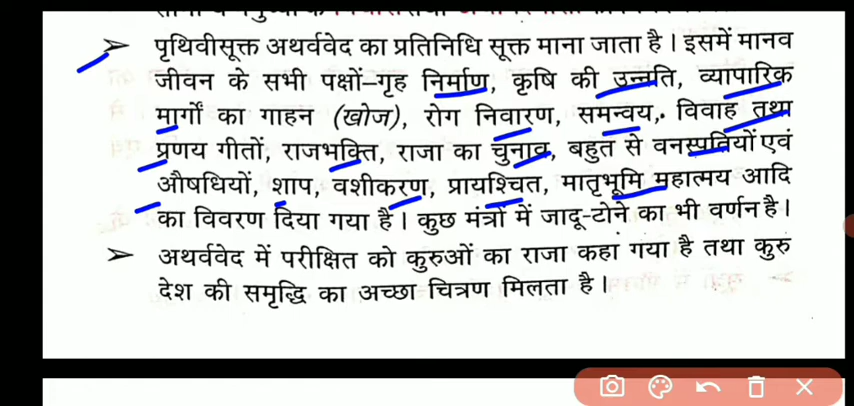 ➢ पृथिवीसूक्त अथर्ववेद का प्रतिनिधि सूक्त माना जाता है। इसमें मानव
जीवन के सभी पक्षों–गृह निर्माण, कृषि की उन्नति, व्यापारिक
मार्गों का गाहन (खोज), रोग निवारण, समन्वय, विवाह तथा
प्रणय गीतों, राजभक्ति, राजा का चुनाव, बहुत से वनस्पतियों एवं
औषधियों, शाप, वशीकरण, प्रायश्चित, मातृभूमि महात्मय आदि
का विवरण दिया गया है। कुछ मंत्रों में जादू-टोने का भी वर्णन है।
➢ अथर्ववेद में परीक्षित को कुरुओं का राजा कहा गया है तथा कुरु
देश की समृद्धि का अच्छा चित्रण मिलता है।